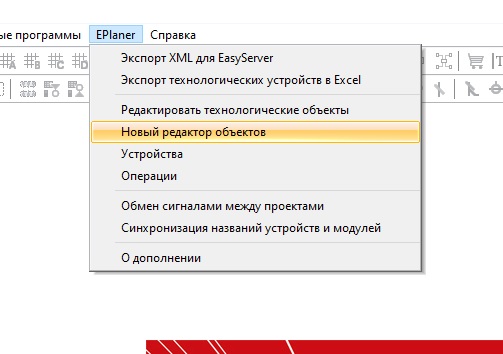 ые программы EPlaner Справка
Экспорт XML для EasyServer
Экспорт технологических устройств в Excel
Редактировать технологические объекты
Новый редактор объектов
Устройства
Операции
Обмен сигналами между проектами
Синхронизация названий устройств и модулей
О дополнении